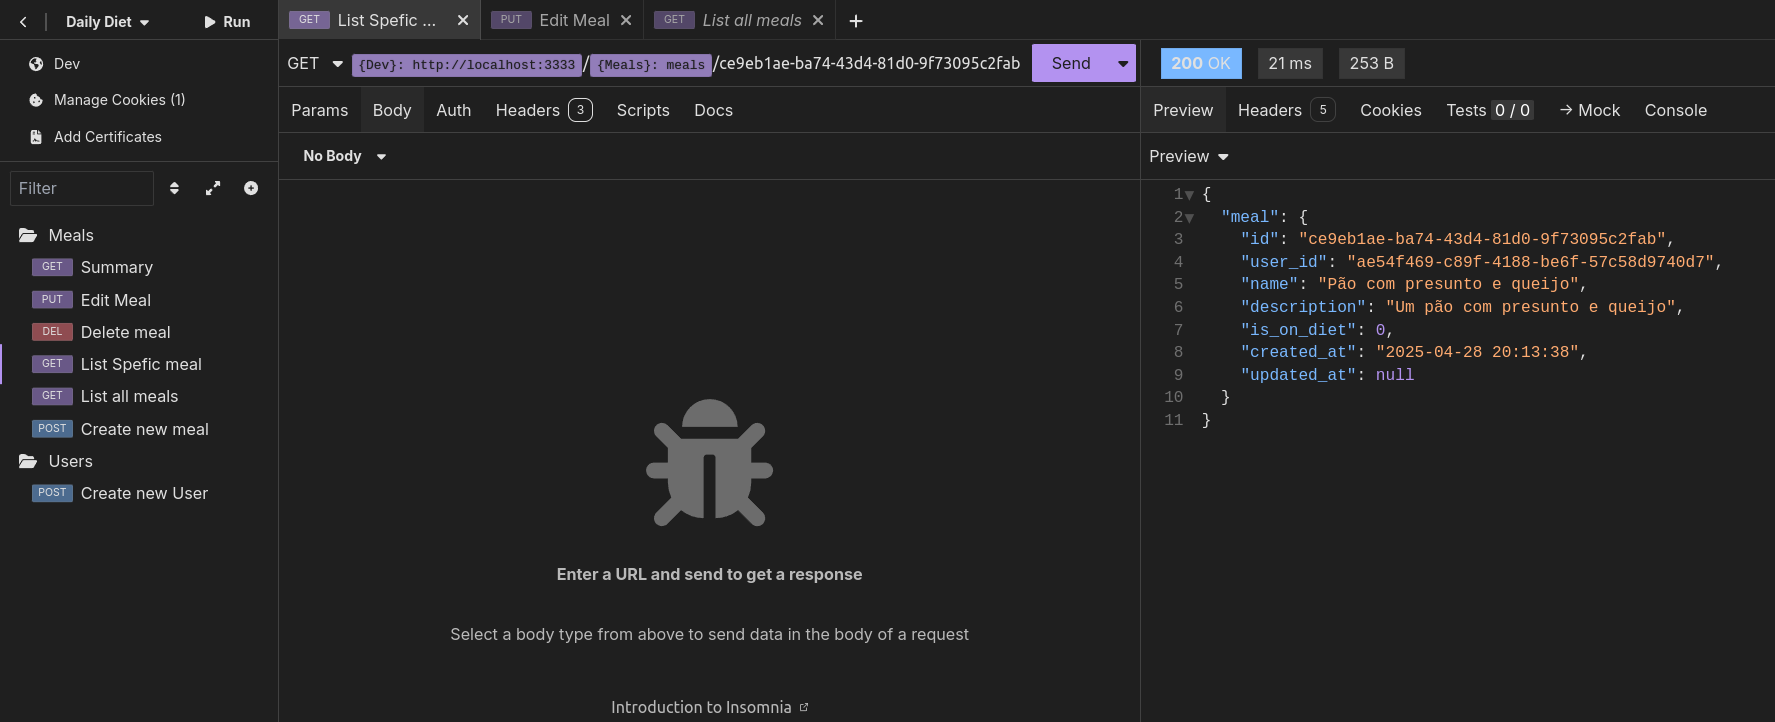 Daily Diet
Run
GET List Spefic ...
PUT Edit Meal
GET List all meals
Dev
Manage Cookies (1)
Add Certificates
Filter
Meals
GET Summary
PUT Edit Meal
DEL Delete meal
GET List Spefic meal
GET List all meals
POST Create new meal
Users
POST Create new User
GET {Dev}: http://localhost:3333/{Meals}: meals/ce9eb1ae-ba74-43d4-81d0-9f73095c2fab Send
Params Body Auth Headers 3 Scripts Docs
No Body
Enter a URL and send to get a response
Select a body type from above to send data in the body of a request
Introduction to Insomnia
200 OK 21 ms 253 B
Preview Headers 5 Cookies Tests 0 / 0 Mock Console
Preview
1 {
2 "meal": {
3 "id": "ce9eb1ae-ba74-43d4-81d0-9f73095c2fab",
4 "user_id": "ae54f469-c89f-4188-be6f-57c58d9740d7",
5 "name": "Pão com presunto e queijo",
6 "description": "Um pão com presunto e queijo",
7 "is_on_diet": 0,
8 "created_at": "2025-04-28 20:13:38",
9 "updated_at": null
10 }
11 }